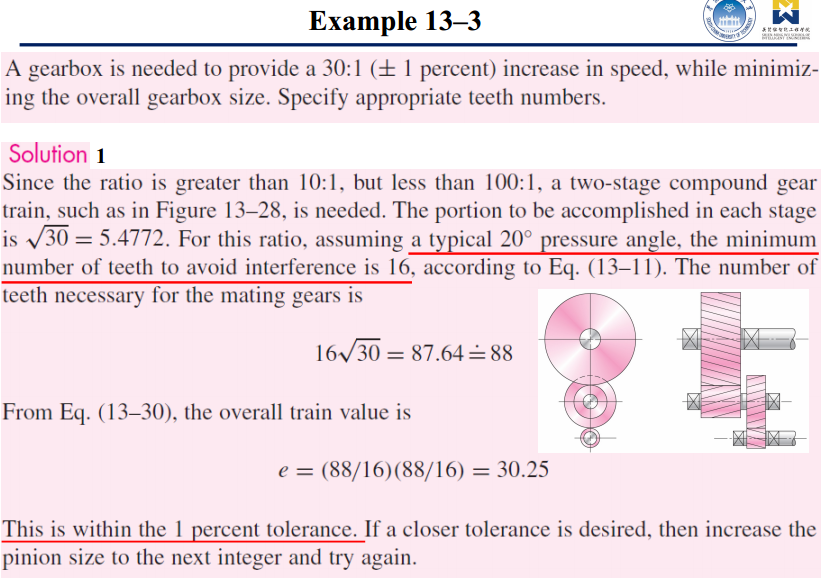 Example 13–3
A gearbox is needed to provide a 30:1 (± 1 percent) increase in speed, while minimiz-
ing the overall gearbox size. Specify appropriate teeth numbers.
Solution 1
Since the ratio is greater than 10:1, but less than 100:1, a two-stage compound gear
train, such as in Figure 13–28, is needed. The portion to be accomplished in each stage
is √30 = 5.4772. For this ratio, assuming a typical 20° pressure angle, the minimum
number of teeth to avoid interference is 16, according to Eq. (13–11). The number of
teeth necessary for the mating gears is
16√30 = 87.64 ≐ 88
From Eq. (13–30), the overall train value is
e = (88/16)(88/16) = 30.25
This is within the 1 percent tolerance. If a closer tolerance is desired, then increase the
pinion size to the next integer and try again.